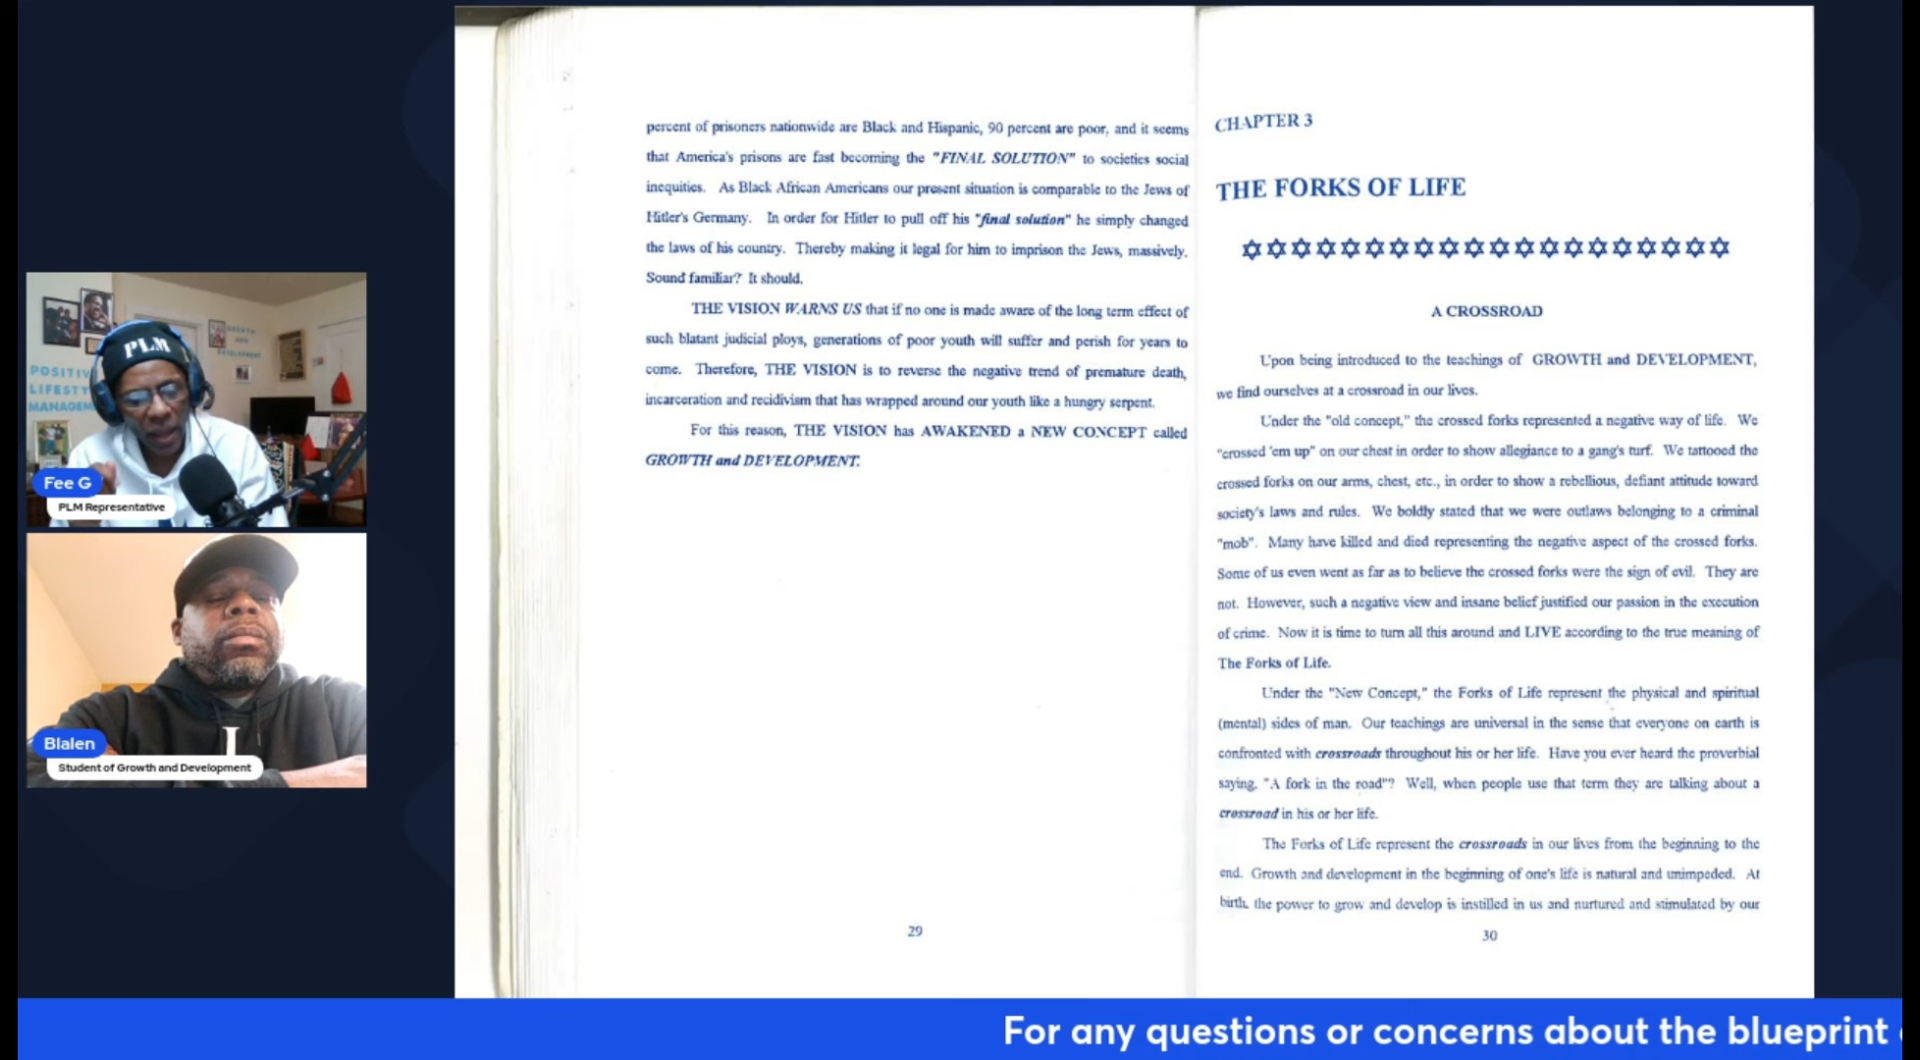 percent of prisoners nationwide are Black and Hispanic, 90 percent are poor, and it seems
that America's prisons are fast becoming the "FINAL SOLUTION" to societies social
inequities. As Black African Americans our present situation is comparable to the Jews of
Hitler's Germany. In order for Hitler to pull off his "final solution" he simply changed
the laws of his country. Thereby making it legal for him to imprison the Jews, massively.
Sound familiar? It should.
THE VISION WARNS US that if no one is made aware of the long term effect of
such blatant judicial ploys, generations of poor youth will suffer and perish for years to
come. Therefore, THE VISION is to reverse the negative trend of premature death,
incarceration and recidivism that has wrapped around our youth like a hungry serpent.
For this reason, THE VISION has AWAKENED a NEW CONCEPT called
GROWTH and DEVELOPMENT.
29
CHAPTER 3
THE FORKS OF LIFE
A CROSSROAD
Upon being introduced to the teachings of GROWTH and DEVELOPMENT,
we find ourselves at a crossroad in our lives.
Under the "old concept," the crossed forks represented a negative way of life. We
"crossed 'em up" on our chest in order to show allegiance to a gang's turf. We tattooed the
crossed forks on our arms, chest, etc., in order to show a rebellious, defiant attitude toward
society's laws and rules. We boldly stated that we were outlaws belonging to a criminal
"mob". Many have killed and died representing the negative aspect of the crossed forks.
Some of us even went as far as to believe the crossed forks were the sign of evil. They are
not. However, such a negative view and insane belief justified our passion in the execution
of crime. Now it is time to turn all this around and LIVE according to the true meaning of
The Forks of Life.
Under the "New Concept," the Forks of Life represent the physical and spiritual
(mental) sides of man. Our teachings are universal in the sense that everyone on earth is
confronted with crossroads throughout his or her life. Have you ever heard the proverbial
saying, "A fork in the road"? Well, when people use that term they are talking about a
crossroad in his or her life.
The Forks of Life represent the crossroads in our lives from the beginning to the
end. Growth and development in the beginning of one's life is natural and unimpeded. At
birth, the power to grow and develop is instilled in us and nurtured and stimulated by our
30
PLM
POSITIV
LIFESTY
MANAGEM
GROWTH
AND
DEVELOPMENT
Fee G
PLM Representative
Blalen
Student of Growth and Development
For any questions or concerns about the blueprint